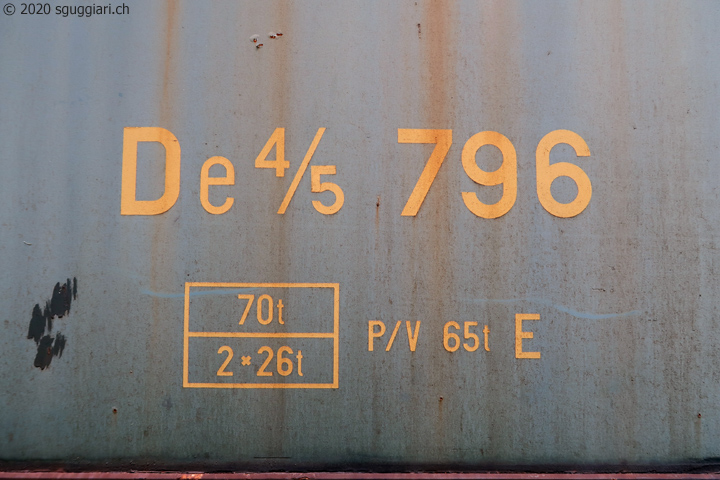 © 2020 sguggiari.ch
De 4/5 796
70t
2×26t
P/V 65t E